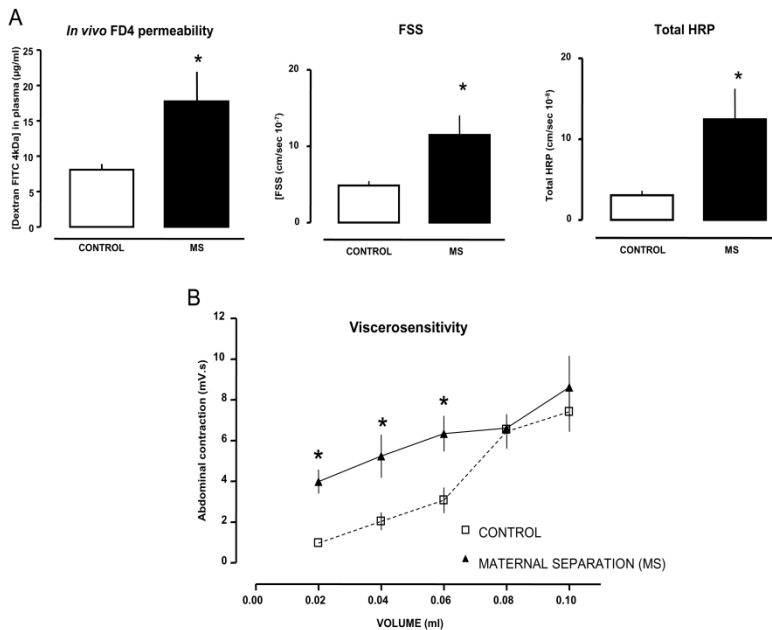 A
In vivo FD4 permeability
[Dextran FITC 4kDa] in plasma (µg/ml)
25
20
15
10
5
0
*
CONTROL MS
FSS
[FSS (cm/sec 10-7)
20
10
0
*
CONTROL MS
Total HRP
Total HRP (cm/sec 10-8)
20
10
0
*
CONTROL MS
B
Viscerosensitivity
Abdominal contraction (mV.s)
12
10
8
6
4
2
0
* * *
CONTROL
MATERNAL SEPARATION (MS)
0.00 0.02 0.04 0.06 0.08 0.10
VOLUME (ml)